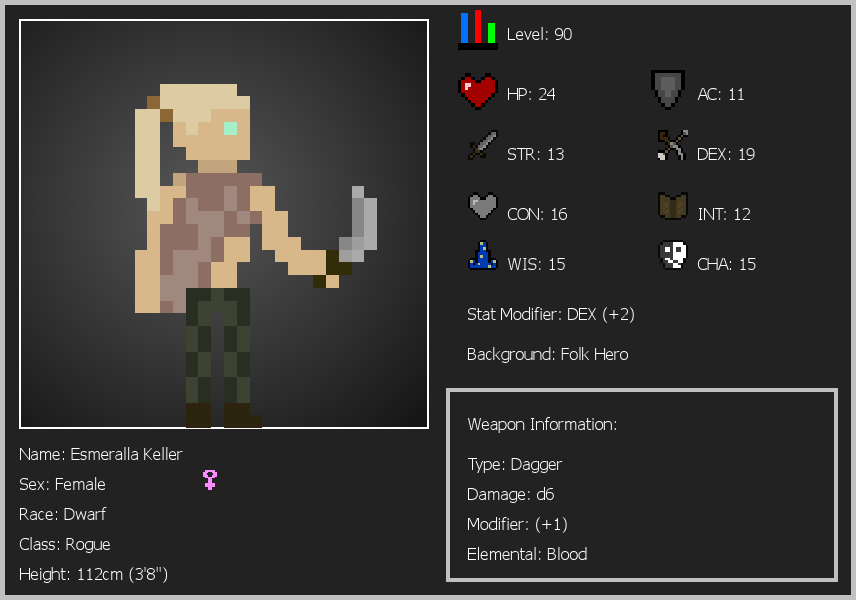 Level: 90
HP: 24
AC: 11
STR: 13
DEX: 19
CON: 16
INT: 12
WIS: 15
CHA: 15
Stat Modifier: DEX (+2)
Background: Folk Hero
Weapon Information:
Type: Dagger
Damage: d6
Modifier: (+1)
Elemental: Blood
Name: Esmeralla Keller
Sex: Female
Race: Dwarf
Class: Rogue
Height: 112cm (3'8")